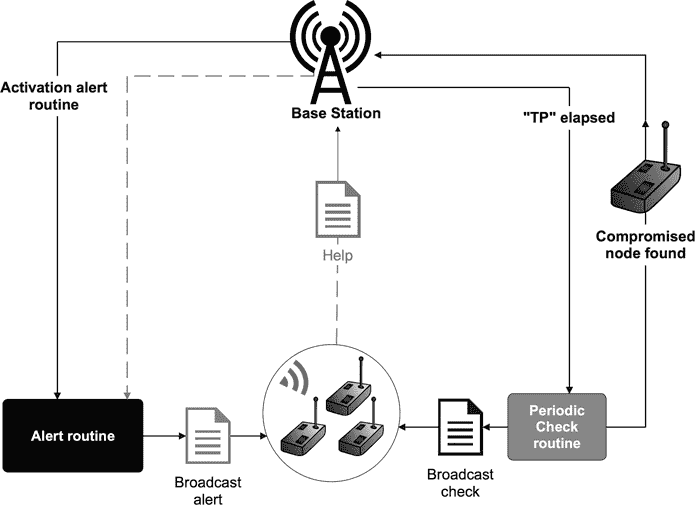 Base Station
Activation alert
routine
"TP" elapsed
Compromised
node found
Help
Alert routine
Broadcast
alert
Broadcast
check
Periodic
Check
routine